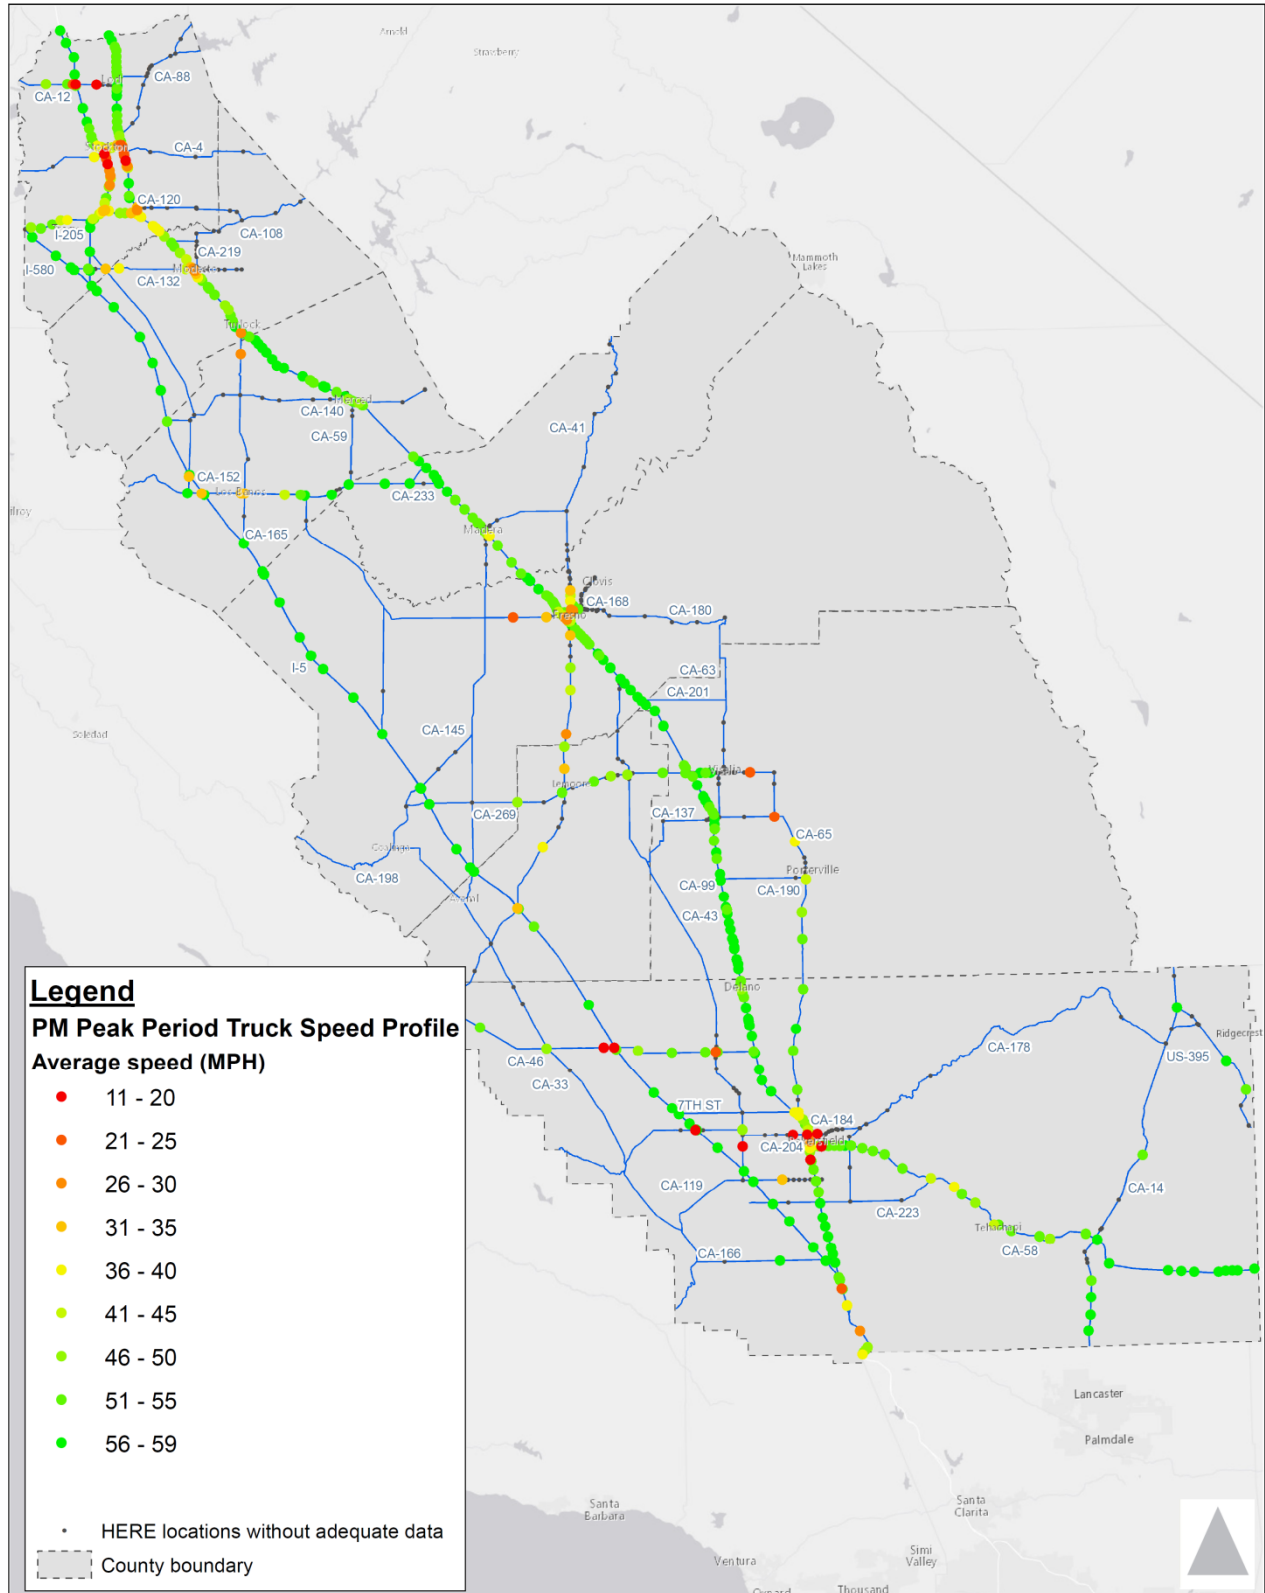 Arnold
Strawberry
CA-88
Lodi
CA-12
Stockton
CA-4
CA-120
CA-108
I-205
CA-219
I-580
Modesto
CA-132
Mammoth
Lakes
Turlock
CA-140
Merced
CA-59
CA-41
CA-152
Los Banos
CA-233
CA-165
Madera
Clovis
CA-168
CA-180
Fresno
I-5
CA-63
CA-201
Soledad
CA-145
Visalia
Lemoore
CA-269
CA-137
CA-65
Coalinga
CA-198
Porterville
CA-99
CA-190
CA-43
Avenal
Delano
Ridgecrest
CA-46
CA-33
CA-178
US-395
7TH ST
CA-184
CA-204
Bakersfield
CA-119
CA-223
CA-14
Tehachapi
CA-58
CA-166
Legend
PM Peak Period Truck Speed Profile
Average speed (MPH)
11 - 20
21 - 25
26 - 30
31 - 35
36 - 40
41 - 45
46 - 50
51 - 55
56 - 59
HERE locations without adequate data
County boundary
Lancaster
Palmdale
Santa
Barbara
Santa
Clarita
Simi
Valley
Ventura
Thousand